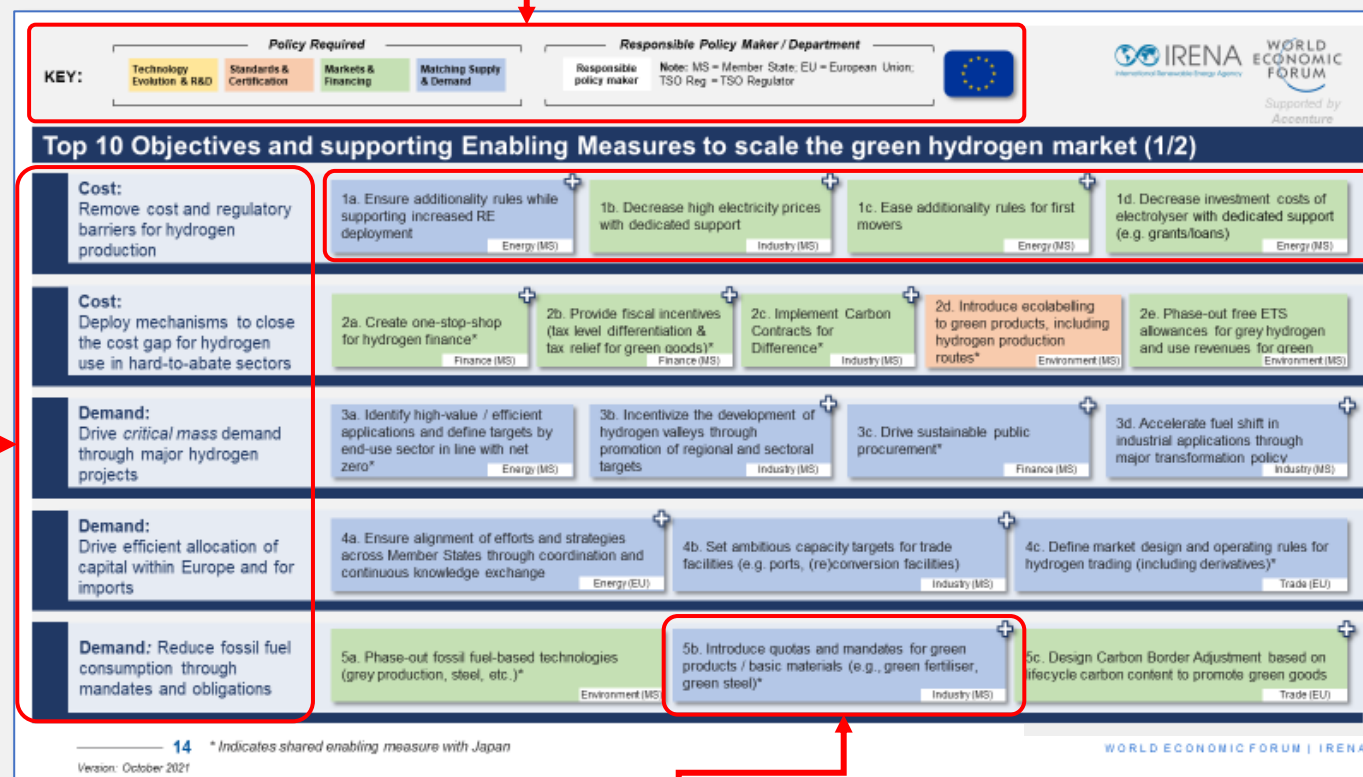 Policy Required
Responsible Policy Maker / Department
KEY:
Technology
Evolution & R&D
Standards &
Certification
Markets &
Financing
Matching Supply
& Demand
Responsible
policy maker
Note: MS = Member State; EU = European Union;
TSO Reg = TSO Regulator
IRENA
International Renewable Energy Agency
WORLD
ECONOMIC
FORUM
Supported by
Accenture
Top 10 Objectives and supporting Enabling Measures to scale the green hydrogen market (1/2)
Cost:
Remove cost and regulatory
barriers for hydrogen
production
1a. Ensure additionality rules while
supporting increased RE
deployment
Energy (MS)
1b. Decrease high electricity prices
with dedicated support
Industry (MS)
1c. Ease additionality rules for first
movers
Energy (MS)
1d. Decrease investment costs of
electrolyser with dedicated support
(e.g. grants/loans)
Energy (MS)
Cost:
Deploy mechanisms to close
the cost gap for hydrogen
use in hard-to-abate sectors
2a. Create one-stop-shop
for hydrogen finance*
Finance (MS)
2b. Provide fiscal incentives
(tax level differentiation &
tax relief for green goods)*
Finance (MS)
2c. Implement Carbon
Contracts for
Difference*
Industry (MS)
2d. Introduce ecolabelling
to green products, including
hydrogen production
routes*
Environment (MS)
2e. Phase-out free ETS
allowances for grey hydrogen
and use revenues for green
Environment (MS)
Demand:
Drive critical mass demand
through major hydrogen
projects
3a. Identify high-value / efficient
applications and define targets by
end-use sector in line with net
zero*
Energy (MS)
3b. Incentivize the development of
hydrogen valleys through
promotion of regional and sectoral
targets
Industry (MS)
3c. Drive sustainable public
procurement*
Finance (MS)
3d. Accelerate fuel shift in
industrial applications through
major transformation policy
Industry (MS)
Demand:
Drive efficient allocation of
capital within Europe and for
imports
4a. Ensure alignment of efforts and strategies
across Member States through coordination and
continuous knowledge exchange
Energy (EU)
4b. Set ambitious capacity targets for trade
facilities (e.g. ports, (re)conversion facilities)
Industry (MS)
4c. Define market design and operating rules for
hydrogen trading (including derivatives)*
Trade (EU)
Demand: Reduce fossil fuel
consumption through
mandates and obligations
5a. Phase-out fossil fuel-based technologies
(grey production, steel, etc.)*
Environment (MS)
5b. Introduce quotas and mandates for green
products / basic materials (e.g., green fertiliser,
green steel)*
Industry (MS)
5c. Design Carbon Border Adjustment based on
lifecycle carbon content to promote green goods
Trade (EU)
14 * Indicates shared enabling measure with Japan
Version: October 2021
WORLD ECONOMIC FORUM | IRENA